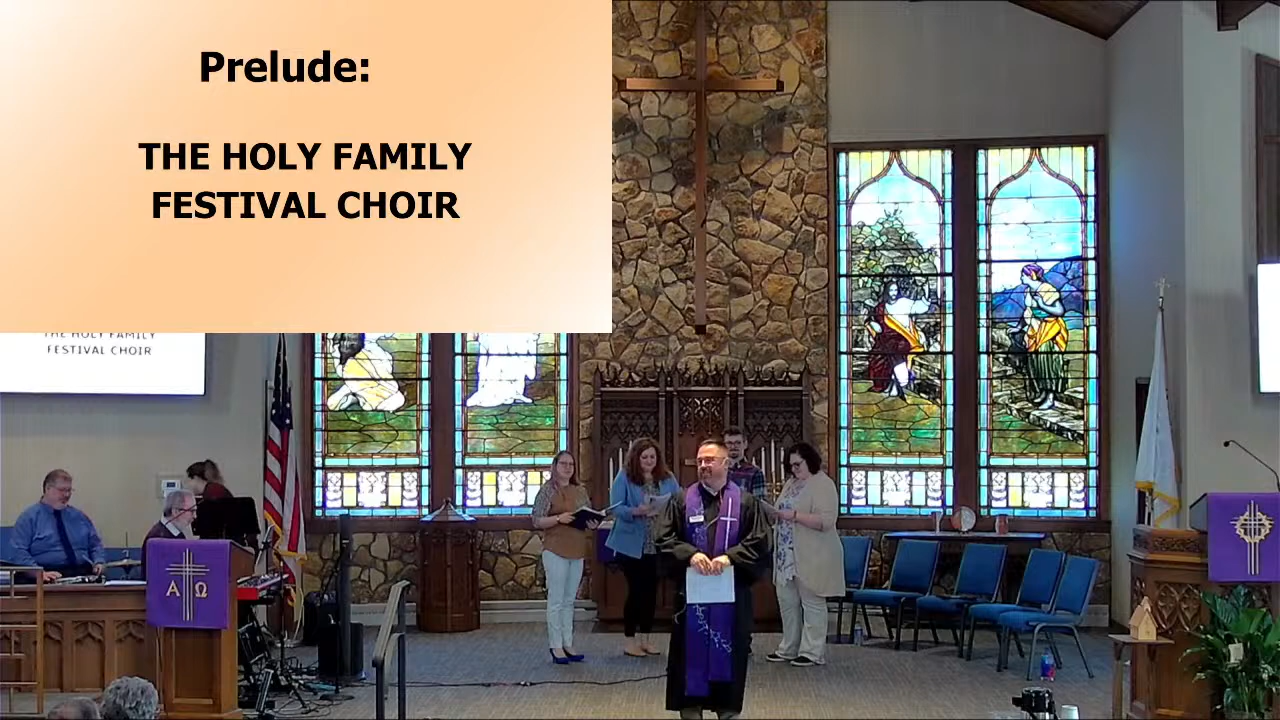 Prelude:
THE HOLY FAMILY
FESTIVAL CHOIR
THE HOLY FAMILY
FESTIVAL CHOIR
Α Ω